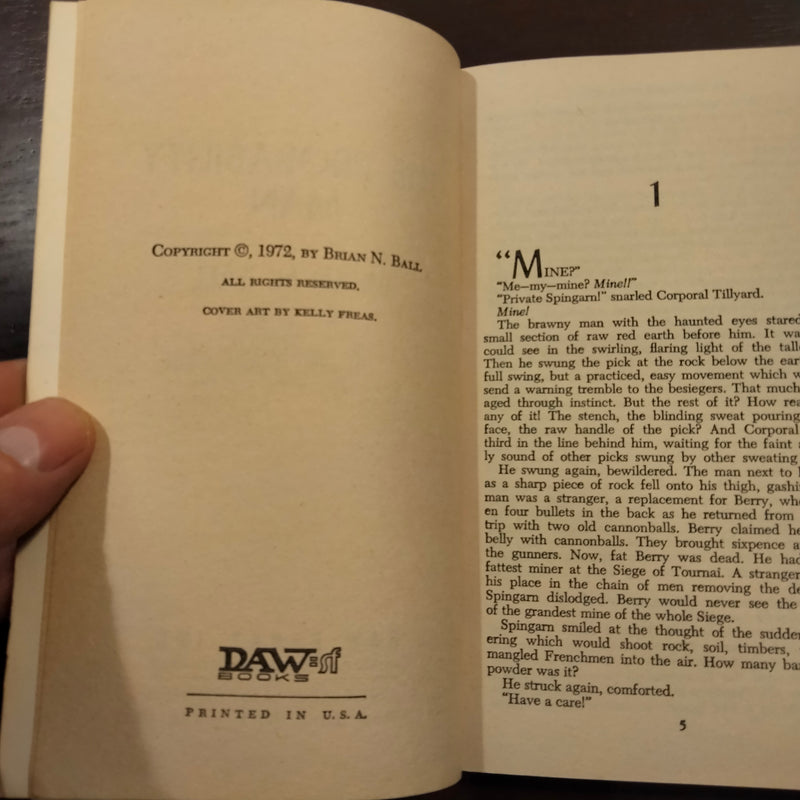 COPYRIGHT ©, 1972, BY BRIAN N. BALL
ALL RIGHTS RESERVED.
COVER ART BY KELLY FREAS.
DAW=sf
BOOKS
PRINTED IN U.S.A.
1
"MINE?"
"Me—my—mine? Mine!!"
"Private Spingarn!" snarled Corporal Tillyard.
Mine!
The brawny man with the haunted eyes stared
small section of raw red earth before him. It
could see in the swirling, flaring light of the
Then he swung the pick at the rock below the
full swing, but a practiced, easy movement which
send a warning tremble to the besiegers. That much
aged through instinct. But the rest of it? How
any of it! The stench, the blinding sweat pouring
face, the raw handle of the pick? And Corporal
third in the line behind him, waiting for the faint
ly sound of other picks swung by other sweating
He swung again, bewildered. The man next to
as a sharp piece of rock fell onto his thigh,
man was a stranger, a replacement for Berry,
en four bullets in the back as he returned from
trip with two old cannonballs. Berry claimed
belly with cannonballs. They brought sixpence
the gunners. Now, fat Berry was dead. He
fattest miner at the Siege of Tournai. A stranger
his place in the chain of men removing the
Spingarn dislodged. Berry would never see the
of the grandest mine of the whole Siege.
Spingarn smiled at the thought of the
ering which would shoot rock, soil, timbers,
mangled Frenchmen into the air. How many
powder was it?
He struck again, comforted.
"Have a care!"
5